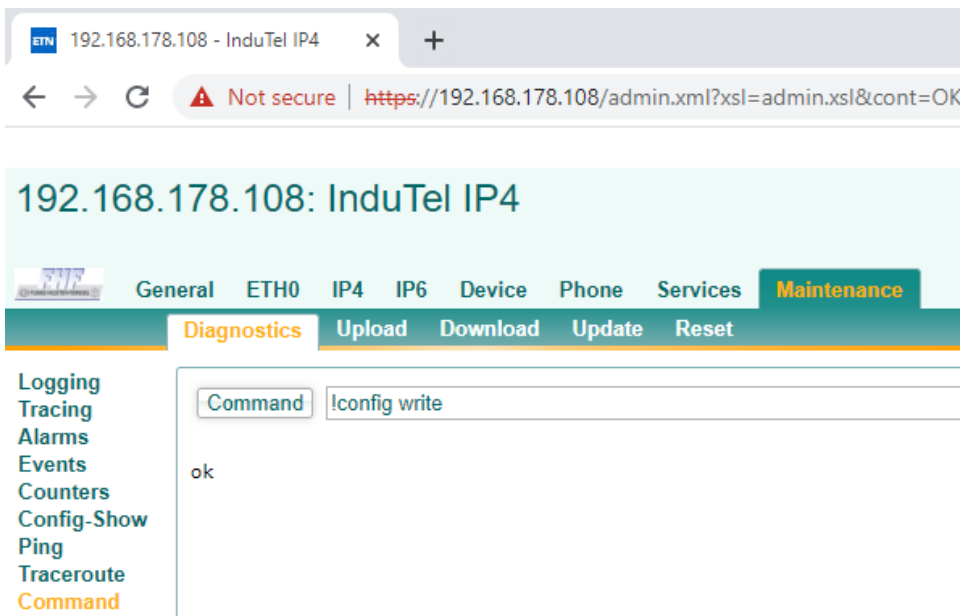 ETN 192.168.178.108 - InduTel IP4
Not secure | https://192.168.178.108/admin.xml?xsl=admin.xsl&cont=OK
192.168.178.108: InduTel IP4
FHF General ETH0 IP4 IP6 Device Phone Services Maintenance
Diagnostics Upload Download Update Reset
Logging
Command !config write
Tracing
Alarms
Events
ok
Counters
Config-Show
Ping
Traceroute
Command